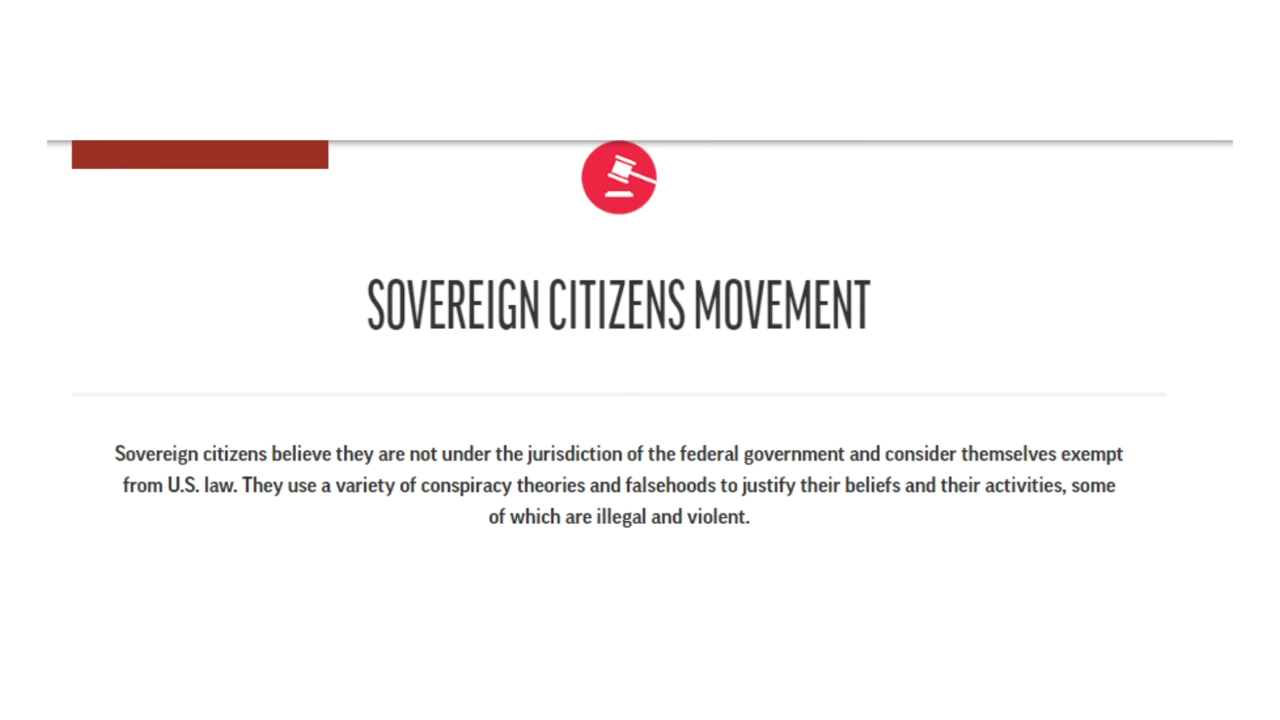 SOVEREIGN CITIZENS MOVEMENT
Sovereign citizens believe they are not under the jurisdiction of the federal government and consider themselves exempt
from U.S. law. They use a variety of conspiracy theories and falsehoods to justify their beliefs and their activities, some
of which are illegal and violent.